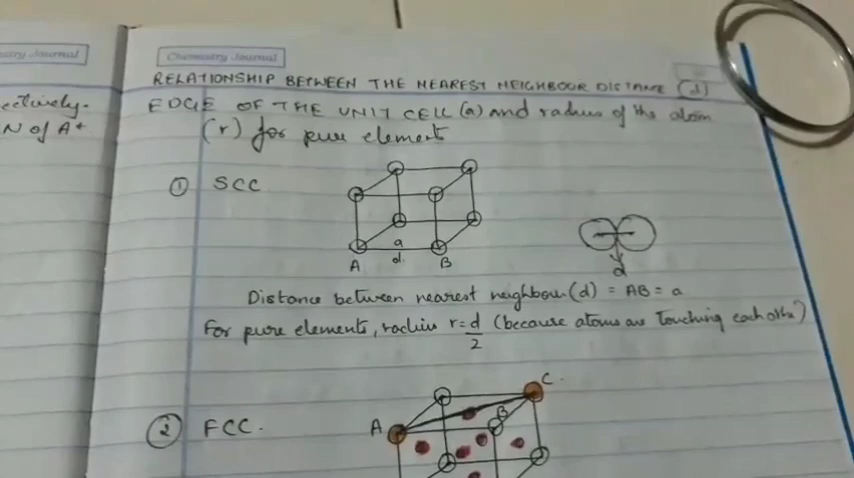 Chemistry Journal
ectively.
N of A+
Chemistry Journal
RELATIONSHIP BETWEEN THE NEAREST NEIGHBOUR DISTANCE (d)
EDGE OF THE UNIT CELL (a) and radius of the atom
(r) for pure element
① SCC
a
d.
A B
d
Distance between nearest neighbour (d) = AB = a
For pure elements, radius r = d/2 (because atoms are touching each other)
② FCC.
A B C.